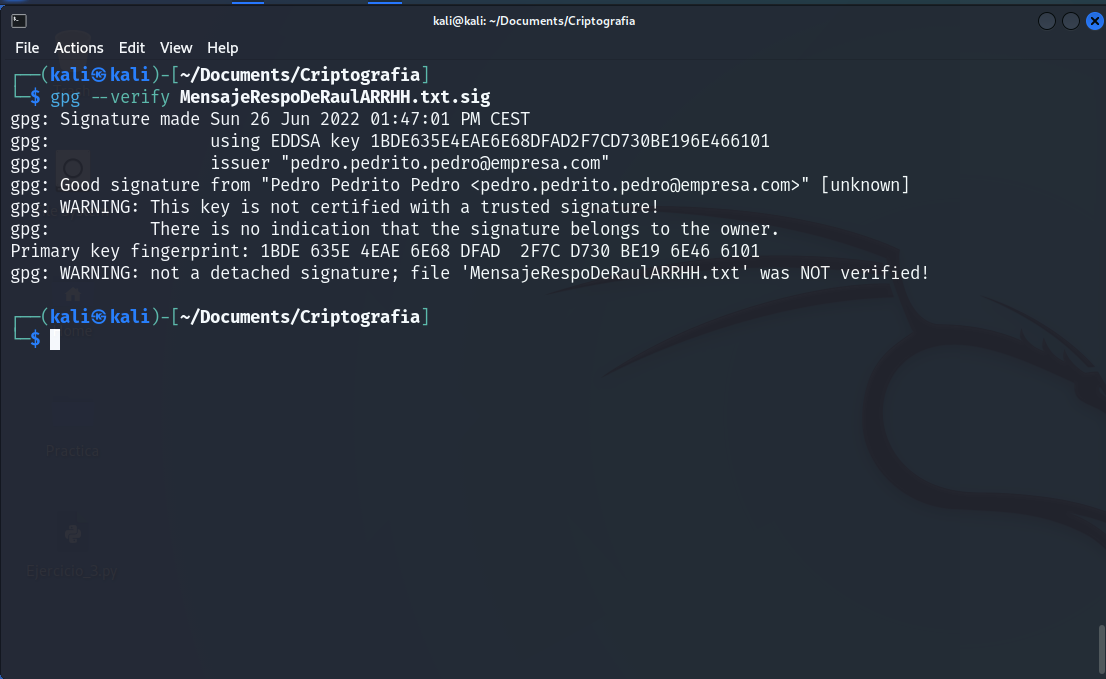 kali@kali: ~/Documents/Criptografia
File Actions Edit View Help
┌──(kali㉿kali)-[~/Documents/Criptografia]
└─$ gpg --verify MensajeRespoDeRaulARRHH.txt.sig
gpg: Signature made Sun 26 Jun 2022 01:47:01 PM CEST
gpg:                using EDDSA key 1BDE635E4EAE6E68DFAD2F7CD730BE196E466101
gpg:                issuer "pedro.pedrito.pedro@empresa.com"
gpg: Good signature from "Pedro Pedrito Pedro <pedro.pedrito.pedro@empresa.com>" [unknown]
gpg: WARNING: This key is not certified with a trusted signature!
gpg:          There is no indication that the signature belongs to the owner.
Primary key fingerprint: 1BDE 635E 4EAE 6E68 DFAD  2F7C D730 BE19 6E46 6101
gpg: WARNING: not a detached signature; file 'MensajeRespoDeRaulARRHH.txt' was NOT verified!
┌──(kali㉿kali)-[~/Documents/Criptografia]
└─$
Practica
Ejercicio_3.py